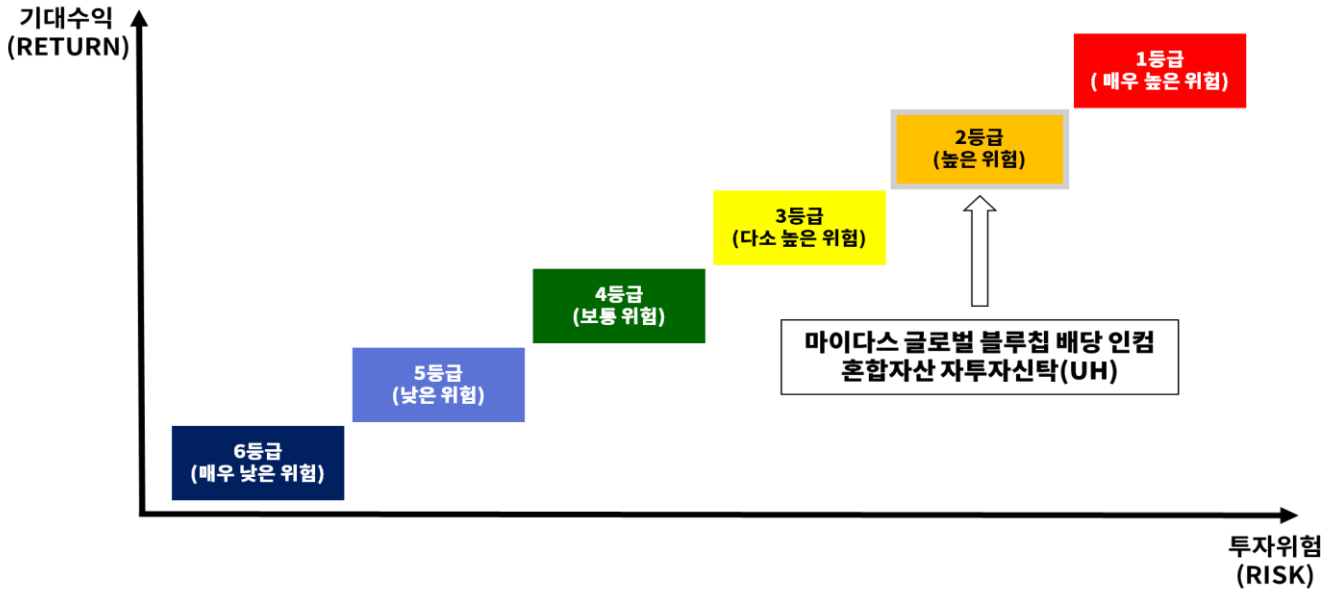 기대수익
(RETURN)
1등급
( 매우 높은 위험)
2등급
(높은 위험)
3등급
(다소 높은 위험)
4등급
(보통 위험)
마이다스 글로벌 블루칩 배당 인컴
혼합자산 자투자신탁(UH)
5등급
(낮은 위험)
6등급
(매우 낮은 위험)
투자위험
(RISK)